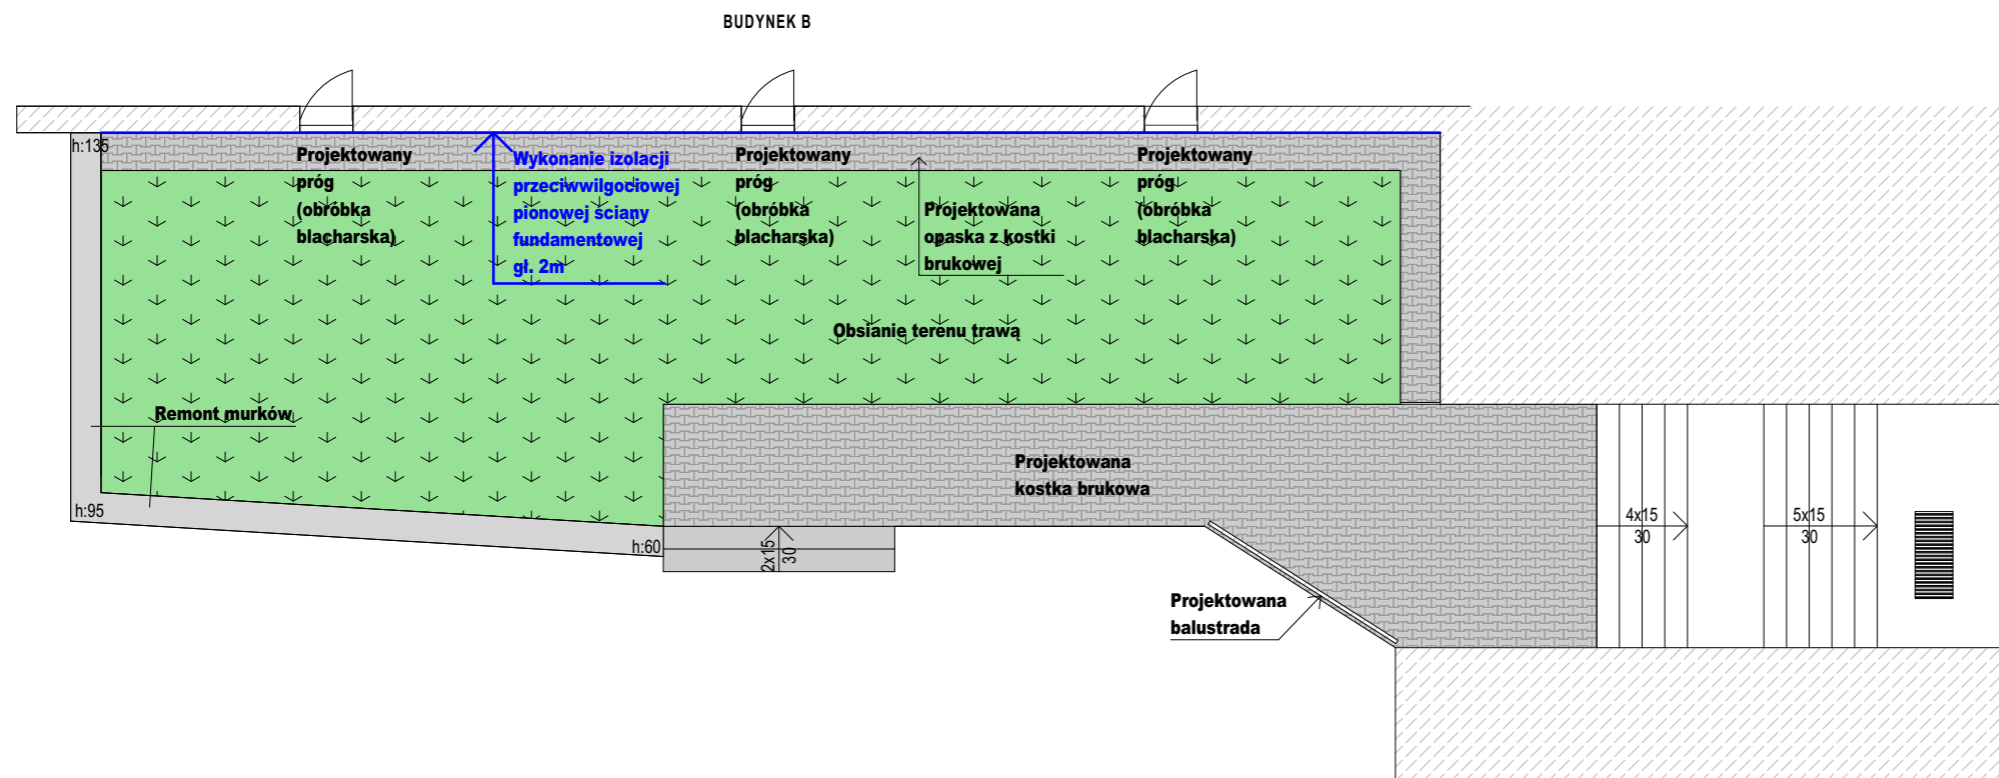 BUDYNEK B
h:135
Projektowany
próg
(obróbka
blacharska)
Wykonanie izolacji
przeciwwilgociowej
pionowej ściany
fundamentowej
gł. 2m
Projektowany
próg
(obróbka
blacharska)
Projektowana
opaska z kostki
brukowej
Projektowany
próg
(obróbka
blacharska)
Obsianie terenu trawą
Remont murków
Projektowana
kostka brukowa
h:95
h:60
2x15
30
4x15
30
5x15
30
Projektowana
balustrada